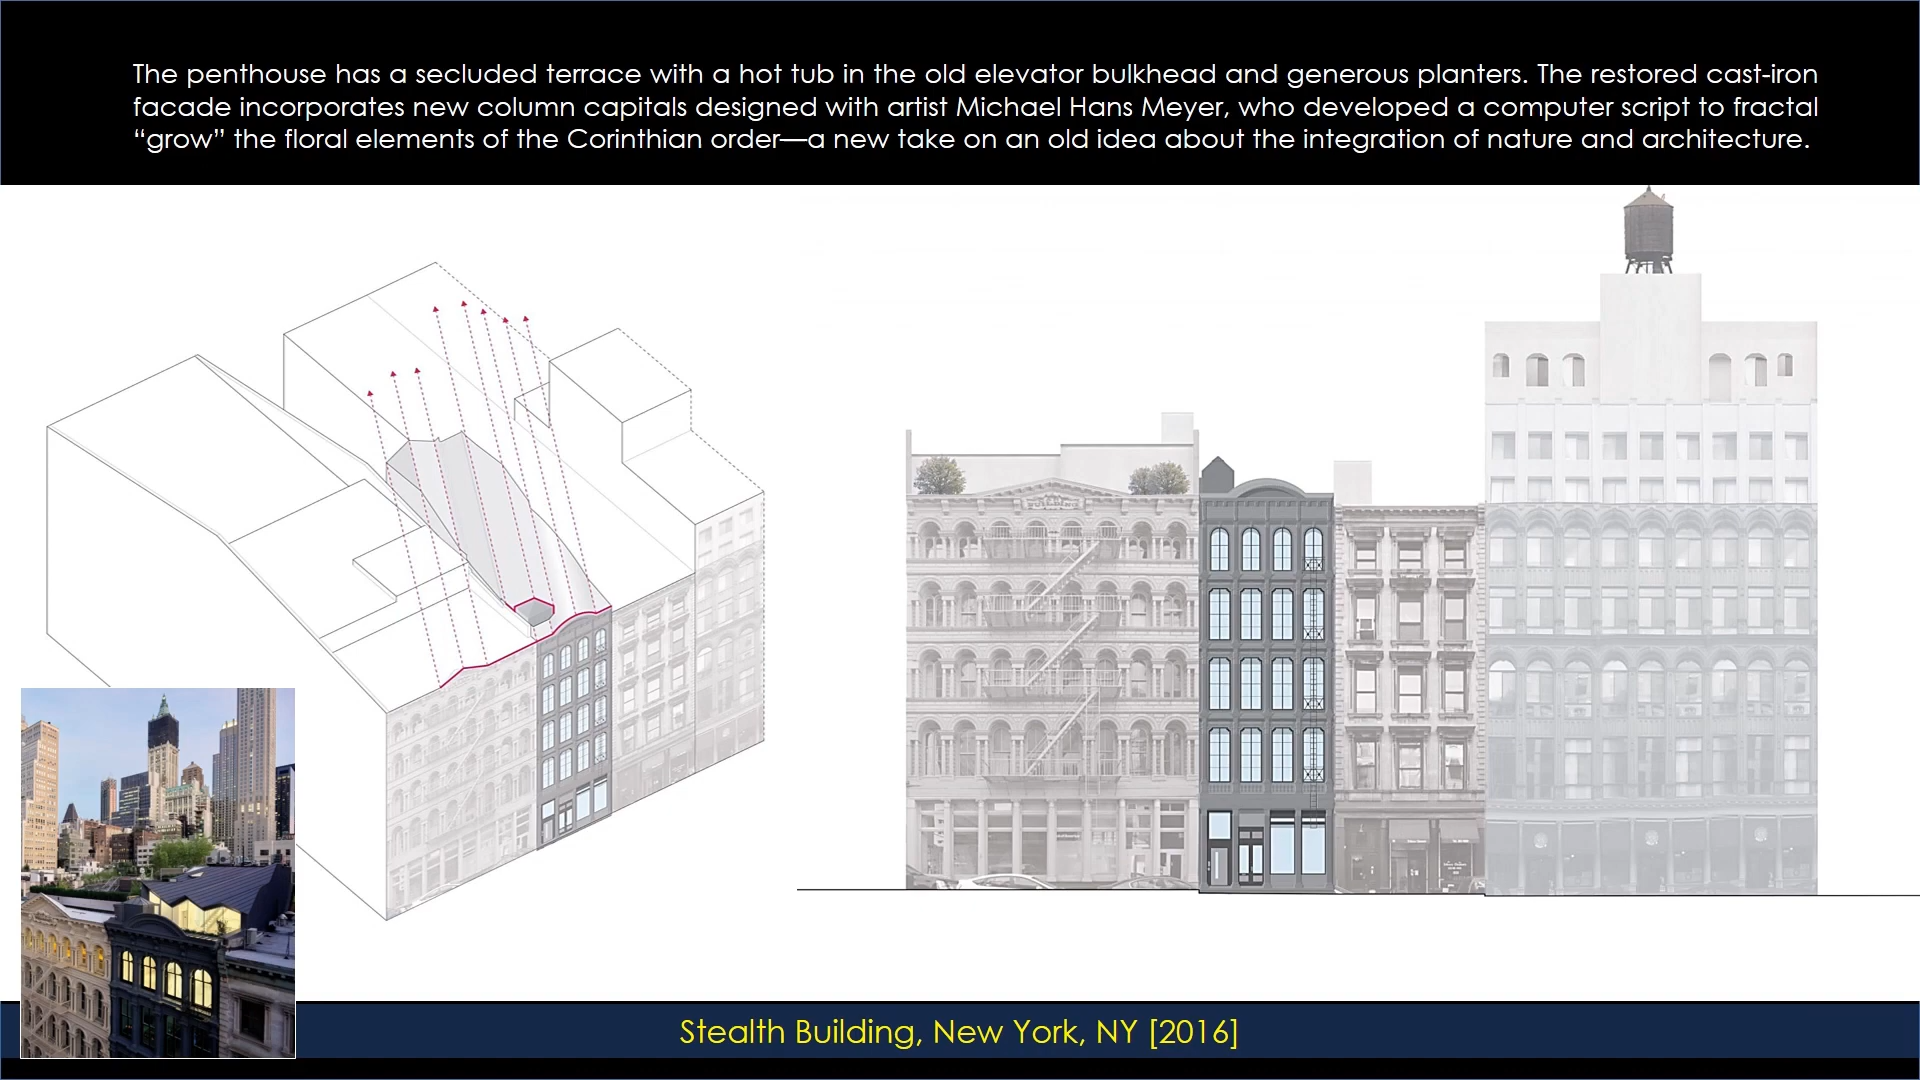 The penthouse has a secluded terrace with a hot tub in the old elevator bulkhead and generous planters. The restored cast-iron
facade incorporates new column capitals designed with artist Michael Hans Meyer, who developed a computer script to fractal
“grow” the floral elements of the Corinthian order—a new take on an old idea about the integration of nature and architecture.
Stealth Building, New York, NY [2016]